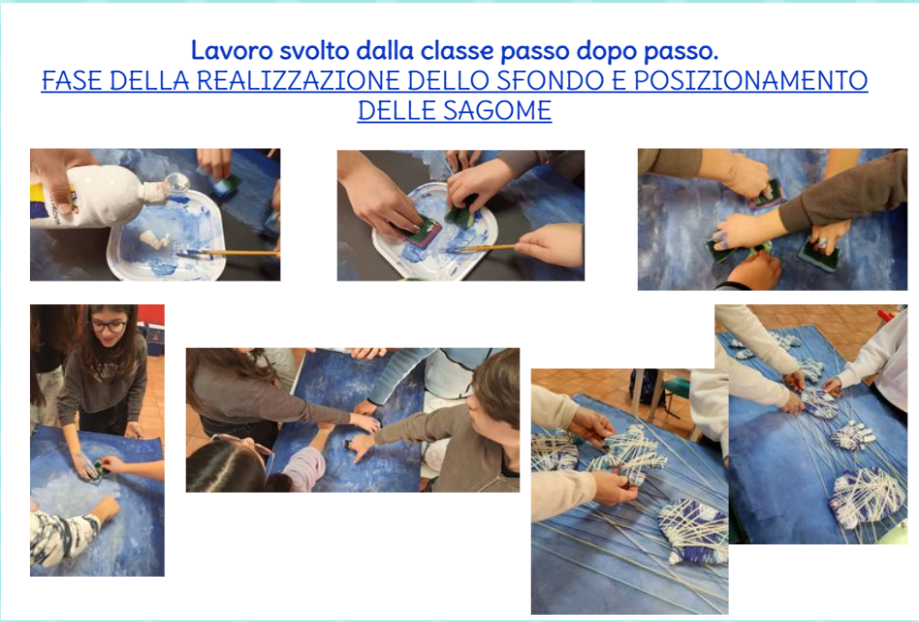 Lavoro svolto dalla classe passo dopo passo.
FASE DELLA REALIZZAZIONE DELLO SFONDO E POSIZIONAMENTO
DELLE SAGOME